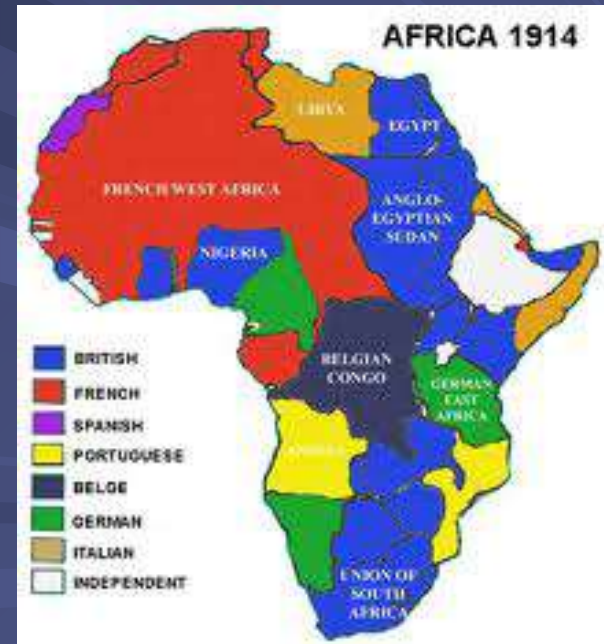 AFRICA 1914
LIBYA
EGYPT
FRENCH WEST AFRICA
ANGLO-
EGYPTIAN
SUDAN
NIGERIA
BELGIAN
CONGO
GERMAN
EAST
AFRICA
ANGOLA
UNION OF
SOUTH
AFRICA
BRITISH
FRENCH
SPANISH
PORTUGUESE
BELGE
GERMAN
ITALIAN
INDEPENDENT